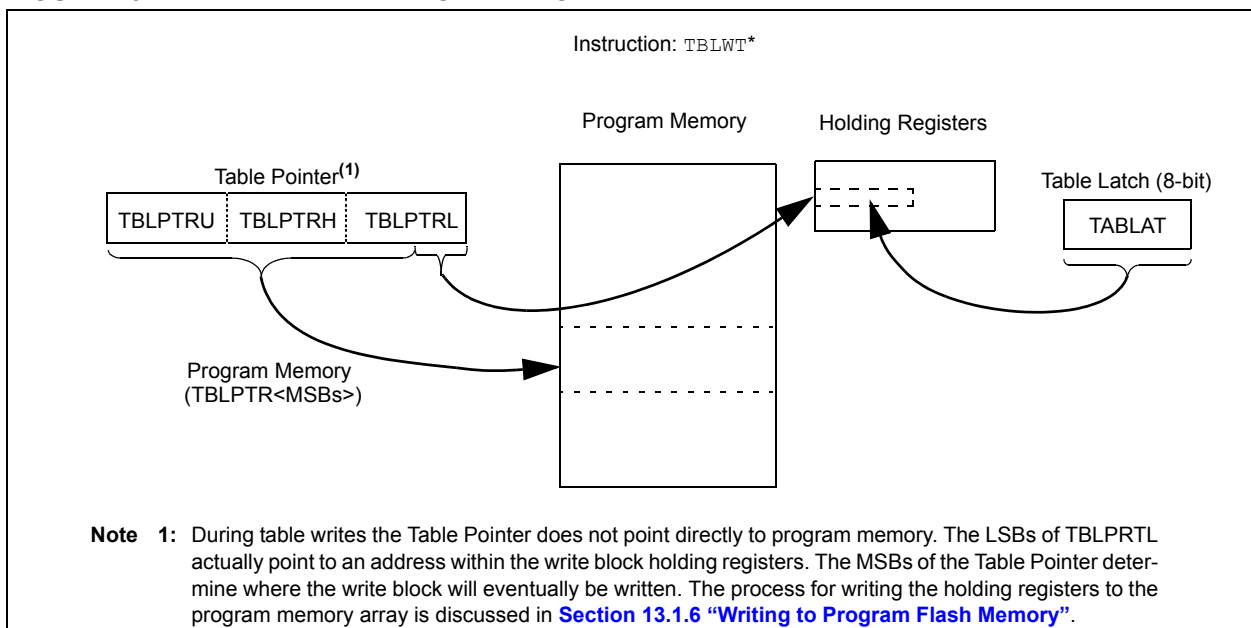 Instruction: TBLWT*
Program Memory
Holding Registers
Table Pointer(1)
Table Latch (8-bit)
TBLPTRU TBLPTRH TBLPTRL
TABLAT
Program Memory
(TBLPTR<MSBs>)
Note 1: During table writes the Table Pointer does not point directly to program memory. The LSBs of TBLPRTL
actually point to an address within the write block holding registers. The MSBs of the Table Pointer deter-
mine where the write block will eventually be written. The process for writing the holding registers to the
program memory array is discussed in Section 13.1.6 “Writing to Program Flash Memory”.